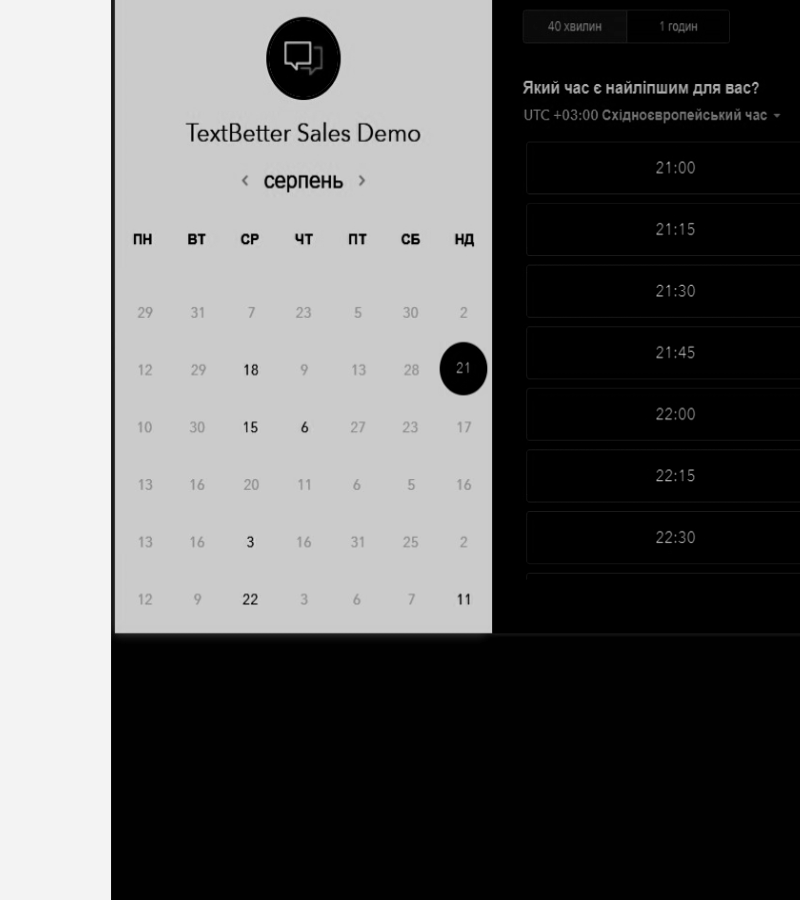 TextBetter Sales Demo
‹ серпень ›
ПН ВТ СР ЧТ ПТ СБ НД
29 31 7 23 5 30 2
12 29 18 9 13 28 21
10 30 15 6 27 23 17
13 16 20 11 6 5 16
13 16 3 16 31 25 2
12 9 22 3 6 7 11
40 хвилин 1 годин
Який час є найліпшим для вас?
UTC +03:00 Східноєвропейський час
21:00
21:15
21:30
21:45
22:00
22:15
22:30